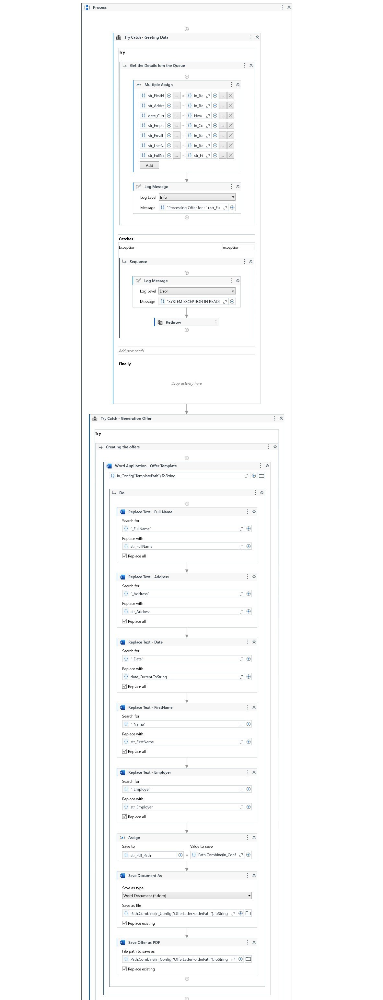 Process
Try Catch - Geeting Data
Try
Get the Details fom the Queue
Multiple Assign
str_FirstN ... = in_Tra ...
str_Addre ... = in_Tra ...
date_Curr ... = Now ...
str_Emplo ... = in_Co ...
str_Email ... = in_Tra ...
str_LastNa ... = in_Tra ...
str_FullNa ... = str_Fi ...
Add
Log Message
Log Level Info
Message "Processing Offer for : "+str_Ful
Catches
Exception exception
Sequence
Log Message
Log Level Error
Message "SYSTEM EXCEPTION IN READI
Rethrow
Add new catch
Finally
Drop activity here
Try Catch - Generation Offer
Try
Creating the offers
Word Application - Offer Template
in_Config("TemplatePath").ToString
Do
Replace Text - Full Name
Search for
"_FullName"
Replace with
str_FullName
Replace all
Replace Text - Address
Search for
"_Address"
Replace with
str_Address
Replace all
Replace Text - Date
Search for
"_Date"
Replace with
date_Current.ToString
Replace all
Replace Text - FirstName
Search for
"_Name"
Replace with
str_FirstName
Replace all
Replace Text - Employer
Search for
"_Employer"
Replace with
str_Employer
Replace all
Assign
Save to Value to save
str_Pdf_Path = Path.Combine(in_Conf
Save Document As
Save as type
Word Document (*.docx)
Save as file
Path.Combine(in_Config("OfferLetterFolderPath").ToString
Replace existing
Save Offer as PDF
File path to save as
Path.Combine(in_Config("OfferLetterFolderPath").ToString
Replace existing